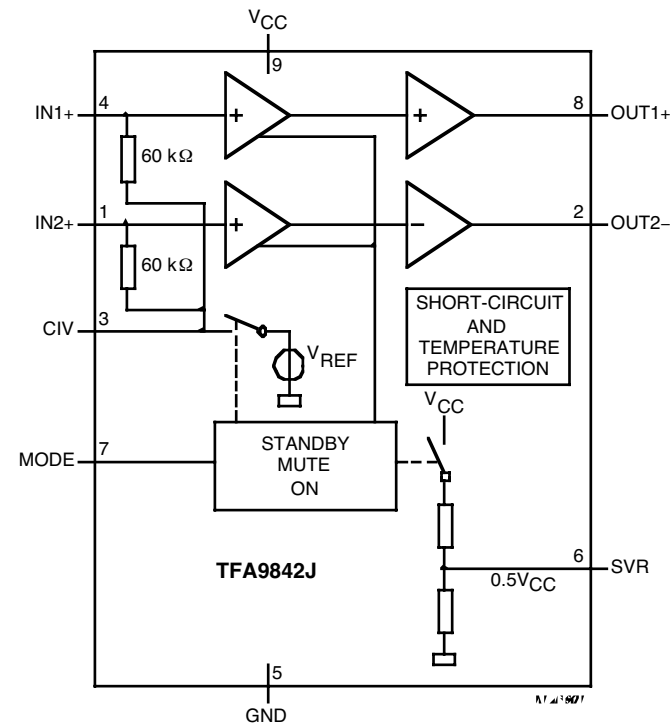 VCC
9
IN1+ 4 + + 8 OUT1+
60 kΩ
IN2+ 1 + − 2 OUT2−
60 kΩ
CIV 3
VREF
SHORT-CIRCUIT
AND
TEMPERATURE
PROTECTION
VCC
MODE 7
STANDBY
MUTE
ON
TFA9842J
0.5VCC
6 SVR
5
GND